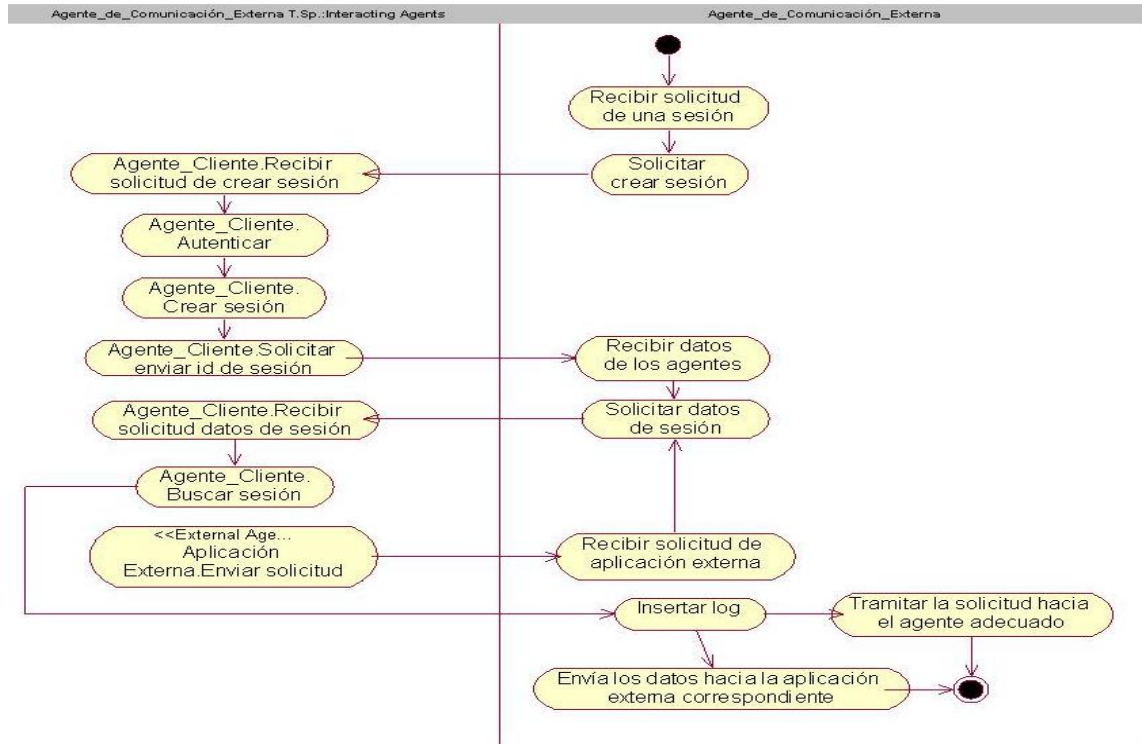 Agente_de_Comunicación_Externa T.Sp.:Interacting Agents
Agente_de_Comunicación_Externa
Recibir solicitud
de una sesión
Solicitar
crear sesión
Agente_Cliente.Recibir
solicitud de crear sesión
Agente_Cliente.
Autenticar
Agente_Cliente.
Crear sesión
Agente_Cliente.Solicitar
enviar id de sesión
Recibir datos
de los agentes
Solicitar datos
de sesión
Agente_Cliente.Recibir
solicitud datos de sesión
Agente_Cliente.
Buscar sesión
<<External Age...
Aplicación
Externa.Enviar solicitud
Recibir solicitud de
aplicación externa
Insertar log
Tramitar la solicitud hacia
el agente adecuado
Envía los datos hacia la aplicación
externa correspondiente